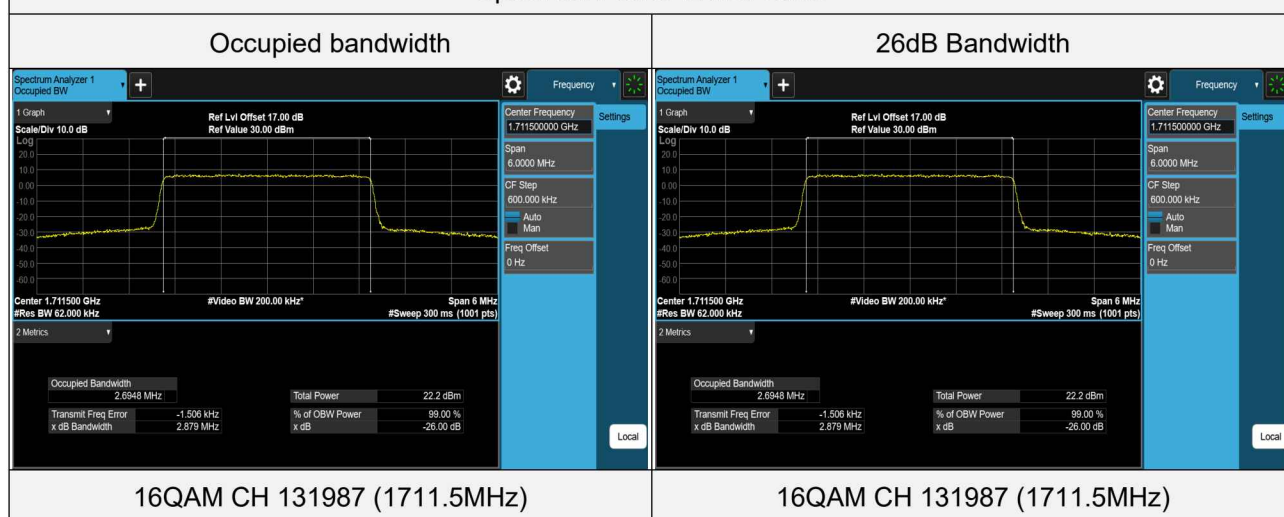 Occupied bandwidth
26dB Bandwidth
Spectrum Analyzer 1
Occupied BW
+
Frequency
1 Graph
Ref Lvl Offset 17.00 dB
Scale/Div 10.0 dB
Ref Value 30.00 dBm
Log
20.0
10.0
0.00
-10.0
-20.0
-30.0
-40.0
-50.0
-60.0
Center 1.711500 GHz
#Video BW 200.00 kHz*
Span 6 MHz
#Res BW 62.000 kHz
#Sweep 300 ms (1001 pts)
Center Frequency
1.711500000 GHz
Settings
Span
6.0000 MHz
CF Step
600.000 kHz
Auto
Man
Freq Offset
0 Hz
2 Metrics
Occupied Bandwidth
2.6948 MHz
Total Power 22.2 dBm
Transmit Freq Error -1.506 kHz
% of OBW Power 99.00 %
x dB Bandwidth 2.879 MHz
x dB -26.00 dB
Local
Spectrum Analyzer 1
Occupied BW
+
Frequency
1 Graph
Ref Lvl Offset 17.00 dB
Scale/Div 10.0 dB
Ref Value 30.00 dBm
Log
20.0
10.0
0.00
-10.0
-20.0
-30.0
-40.0
-50.0
-60.0
Center 1.711500 GHz
#Video BW 200.00 kHz*
Span 6 MHz
#Res BW 62.000 kHz
#Sweep 300 ms (1001 pts)
Center Frequency
1.711500000 GHz
Settings
Span
6.0000 MHz
CF Step
600.000 kHz
Auto
Man
Freq Offset
0 Hz
2 Metrics
Occupied Bandwidth
2.6948 MHz
Total Power 22.2 dBm
Transmit Freq Error -1.506 kHz
% of OBW Power 99.00 %
x dB Bandwidth 2.879 MHz
x dB -26.00 dB
Local
16QAM CH 131987 (1711.5MHz)
16QAM CH 131987 (1711.5MHz)